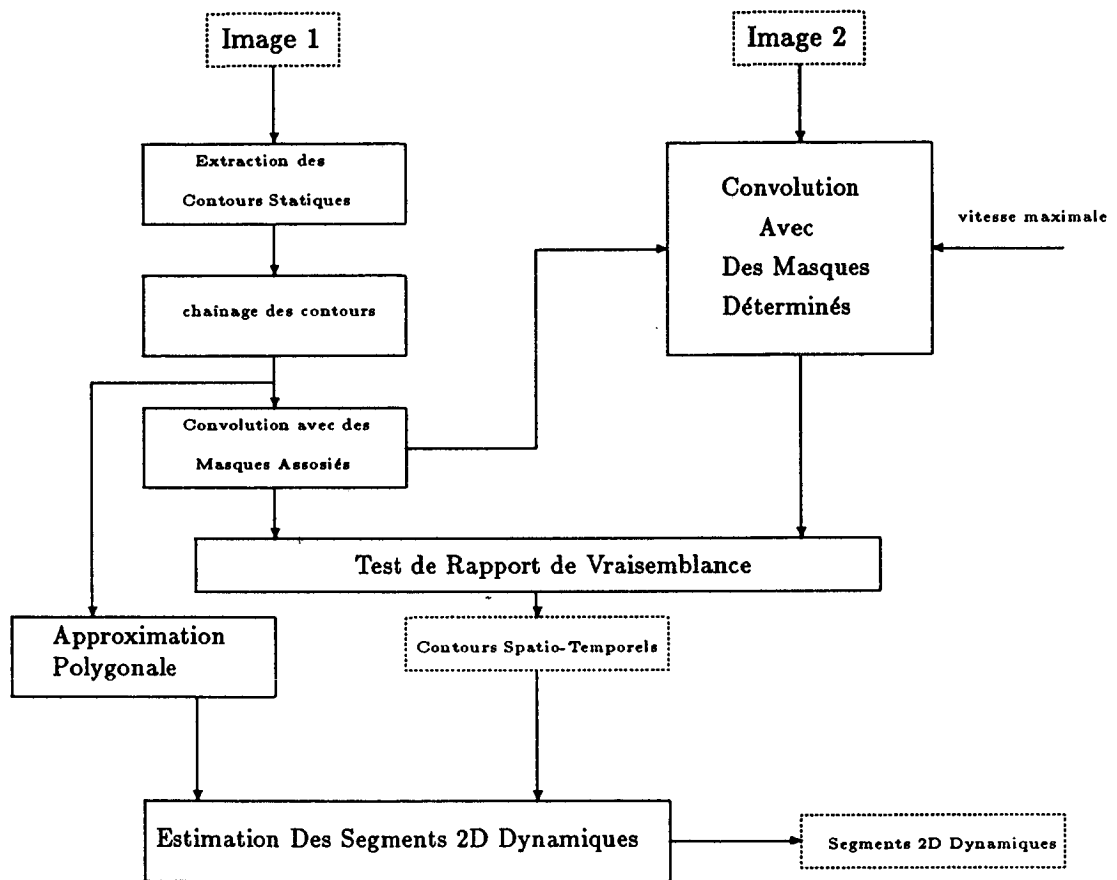 Image 1
Image 2
Extraction des
Contours Statiques
Convolution
Avec
Des Masques
Déterminés
vitesse maximale
chaînage des contours
Convolution avec des
Masques Assosiés
Test de Rapport de Vraisemblance
Approximation
Polygonale
Contours Spatio-Temporels
Estimation Des Segments 2D Dynamiques
Segments 2D Dynamiques